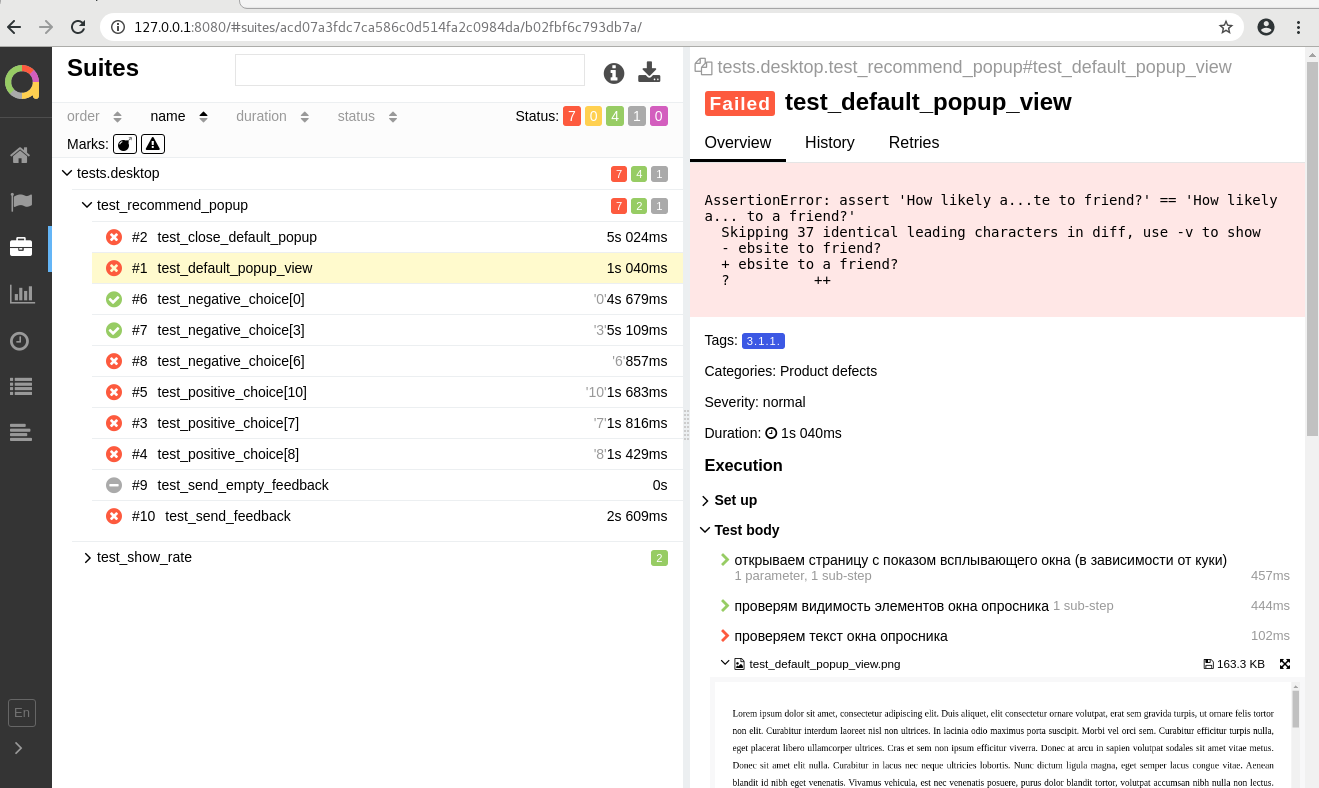 127.0.0.1:8080/#suites/acd07a3fdc7ca586c0d514fa2c0984da/b02fbf6c793db7a/
Suites
order name duration status Status: 7 0 4 1 0
Marks:
tests.desktop 7 4 1
test_recommend_popup 7 2 1
#2 test_close_default_popup 5s 024ms
#1 test_default_popup_view 1s 040ms
#6 test_negative_choice[0] '0' 4s 679ms
#7 test_negative_choice[3] '3' 5s 109ms
#8 test_negative_choice[6] '6' 857ms
#5 test_positive_choice[10] '10' 1s 683ms
#3 test_positive_choice[7] '7' 1s 816ms
#4 test_positive_choice[8] '8' 1s 429ms
#9 test_send_empty_feedback 0s
#10 test_send_feedback 2s 609ms
test_show_rate 2
En
tests.desktop.test_recommend_popup#test_default_popup_view
Failed test_default_popup_view
Overview History Retries
AssertionError: assert 'How likely a...te to friend?' == 'How likely
a... to a friend?'
Skipping 37 identical leading characters in diff, use -v to show
- ebsite to friend?
+ ebsite to a friend?
? ++
Tags: 3.1.1.
Categories: Product defects
Severity: normal
Duration: 1s 040ms
Execution
Set up
Test body
открываем страницу с показом всплывающего окна (в зависимости от куки)
1 parameter, 1 sub-step 457ms
проверям видимость элементов окна опросника 1 sub-step 444ms
проверяем текст окна опросника 102ms
test_default_popup_view.png 163.3 KB
Lorem ipsum dolor sit amet, consectetur adipiscing elit. Duis aliquet, elit consectetur ornare volutpat, erat sem gravida turpis, ut ornare felis tortor
non elit. Curabitur interdum laoreet nisl non ultrices. In lacinia odio maximus porta suscipit. Morbi vel orci sem. Curabitur efficitur turpis nulla,
eget placerat libero ullamcorper ultrices. Cras et sem non ipsum efficitur viverra. Donec at arcu in sapien volutpat sodales sit amet vitae metus.
Donec sit amet elit nulla. Curabitur in lacus nec neque ultricies lobortis. Nunc dictum ligula magna, eget semper lacus congue vitae. Aenean
blandit id nibh eget venenatis. Vivamus vehicula, est nec venenatis posuere, purus dolor blandit tortor, volutpat accumsan nibh nulla non lectus.